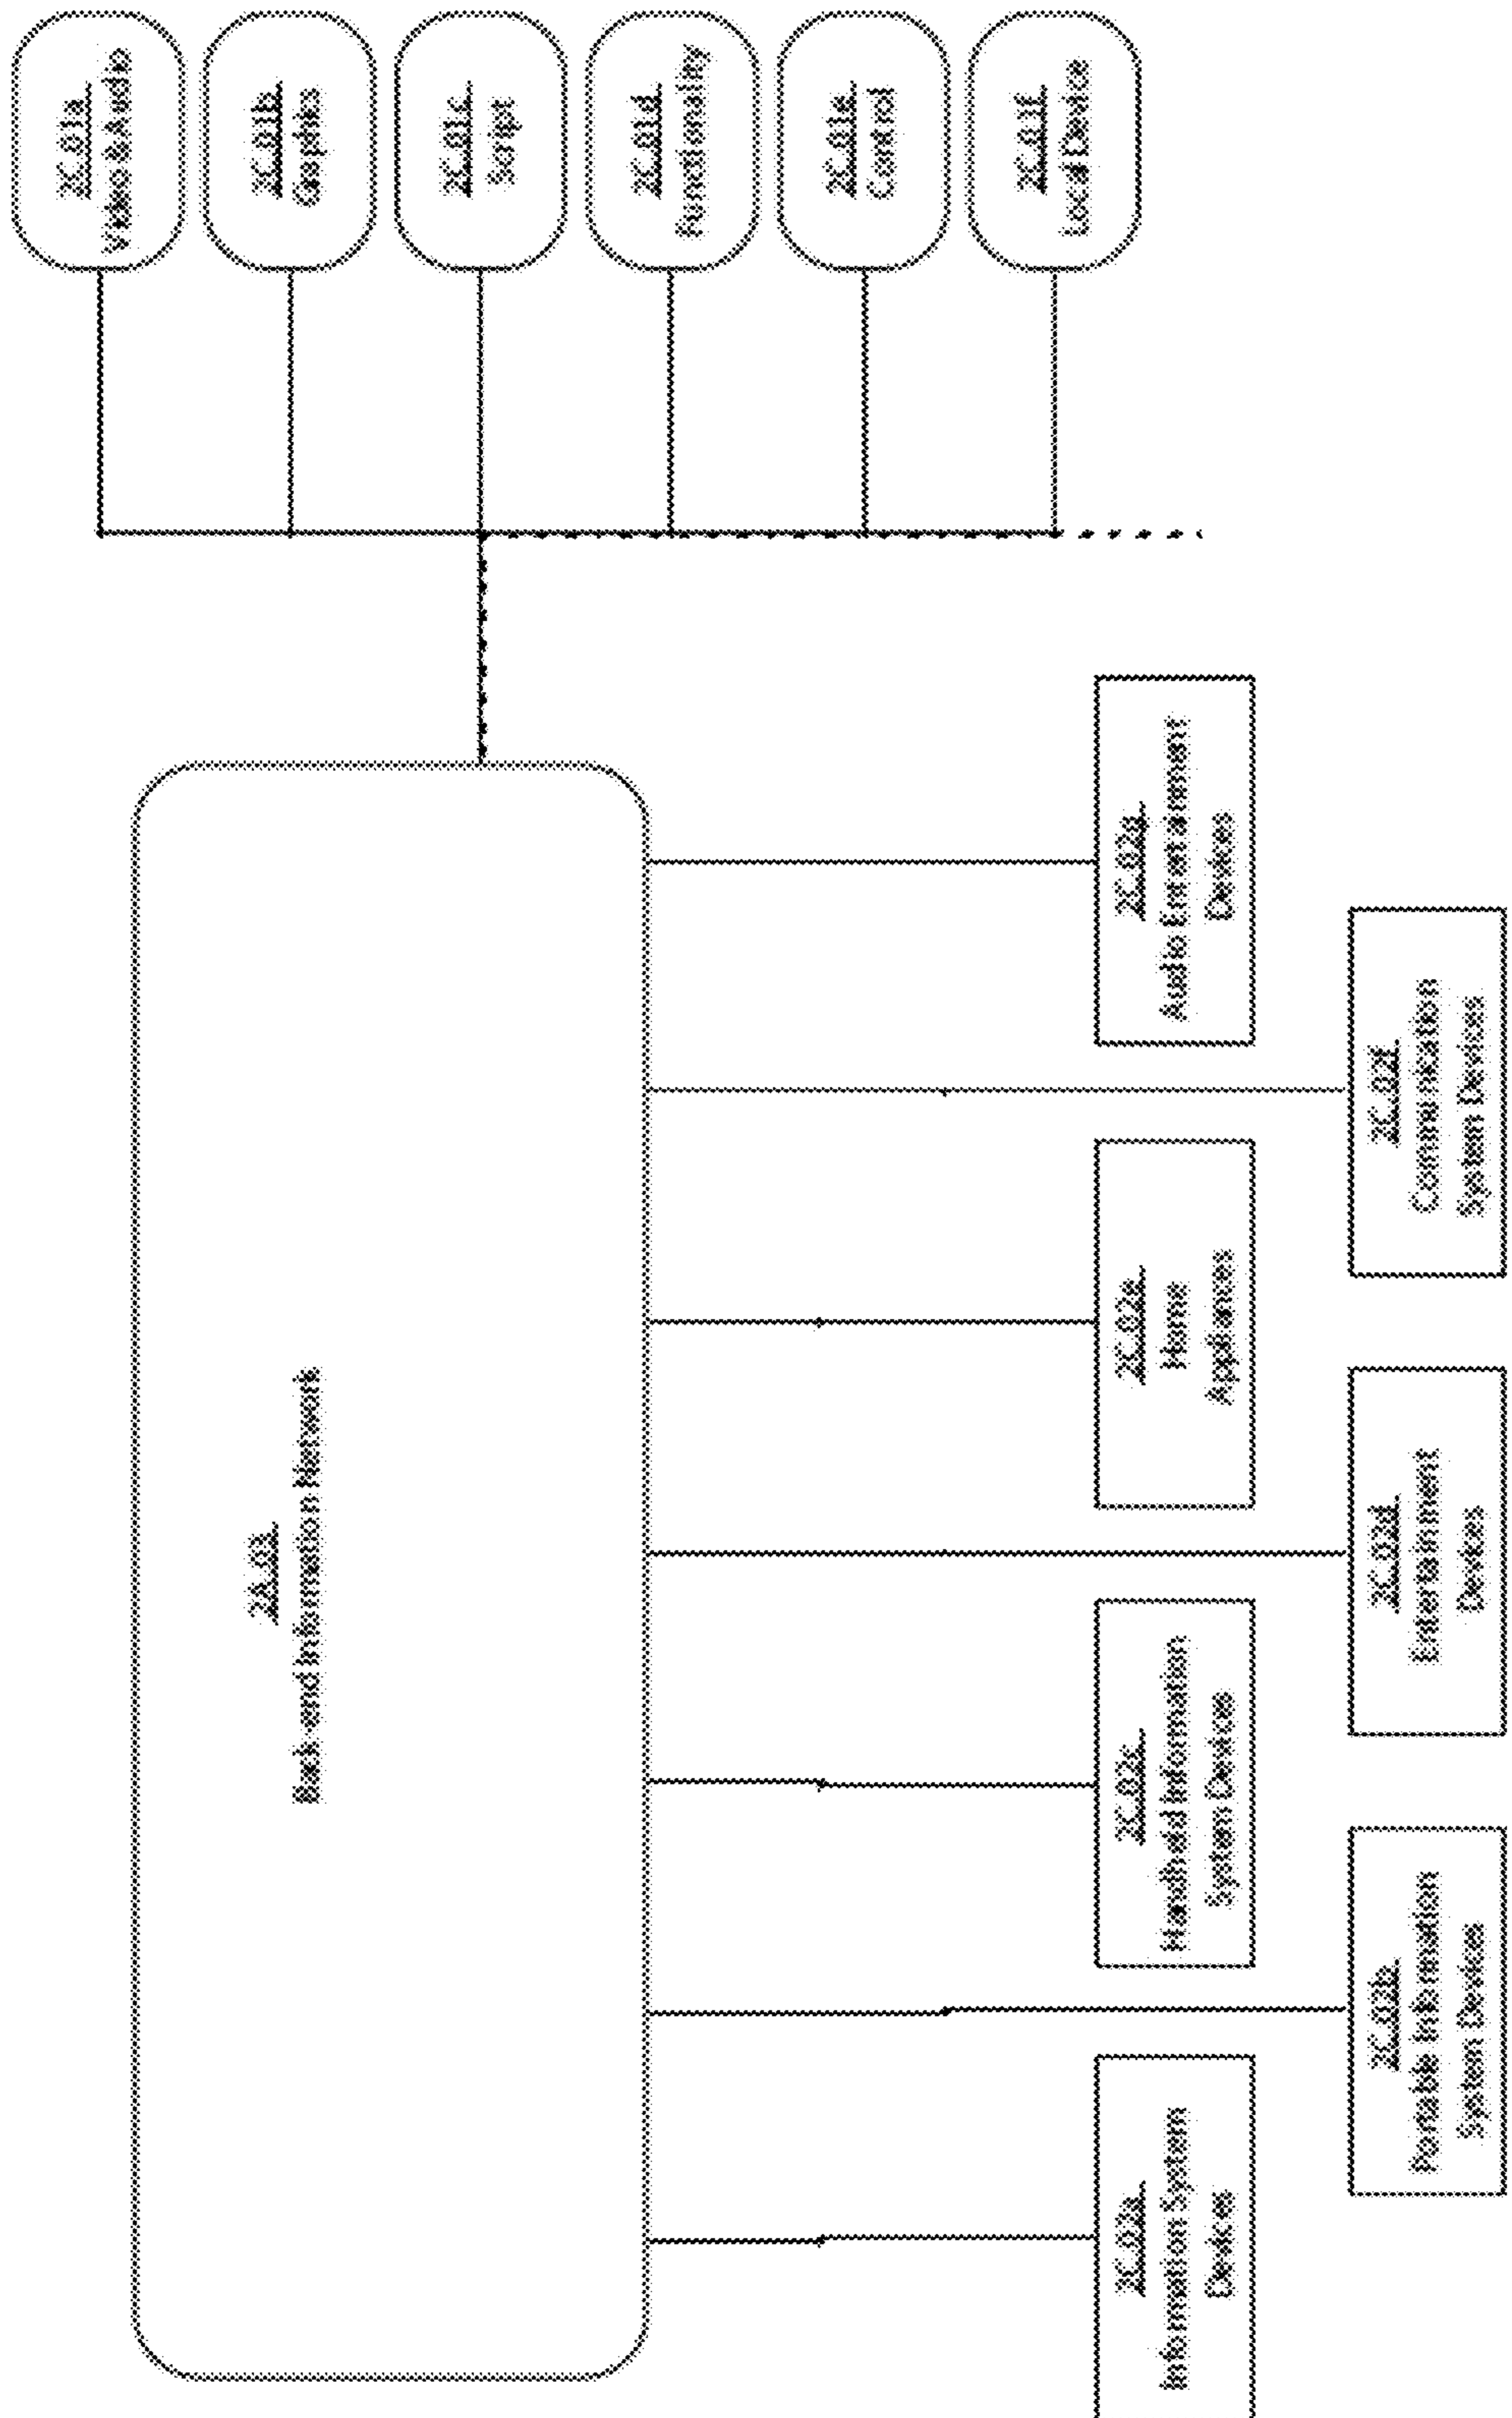 2A.03
Back-end Information Network
2C.01a
Video & Audio
2C.01b
Graphics
2C.01c
Script
2C.01d
Functionality
2C.01e
Control
2C.01f
Local Device
2C.02a
Information System
Devices
2C.02b
Portable Information
System Devices
2C.02c
Handheld Information
System Devices
2C.02d
Entertainment
Devices
2C.02e
Home
Appliances
2C.02f
Communication
System Devices
2C.02g
Audio Entertainment
Devices